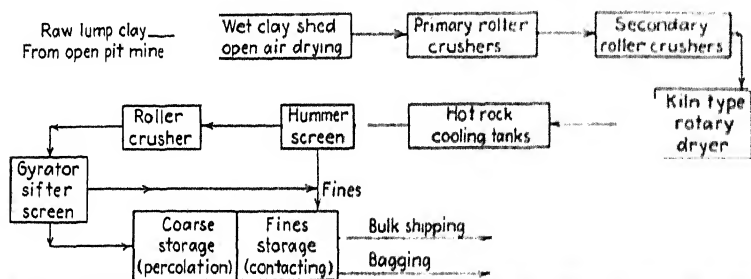 Raw lump clay
From open pit mine
Wet clay shed
open air drying
Primary roller
crushers
Secondary
roller crushers
Kiln type
rotary
dryer
Hot rock
cooling tanks
Hummer
screen
Roller
crusher
Gyrator
sifter
screen
Fines
Coarse
storage
(percolation)
Fines
storage
(contacting)
Bulk shipping
Bagging